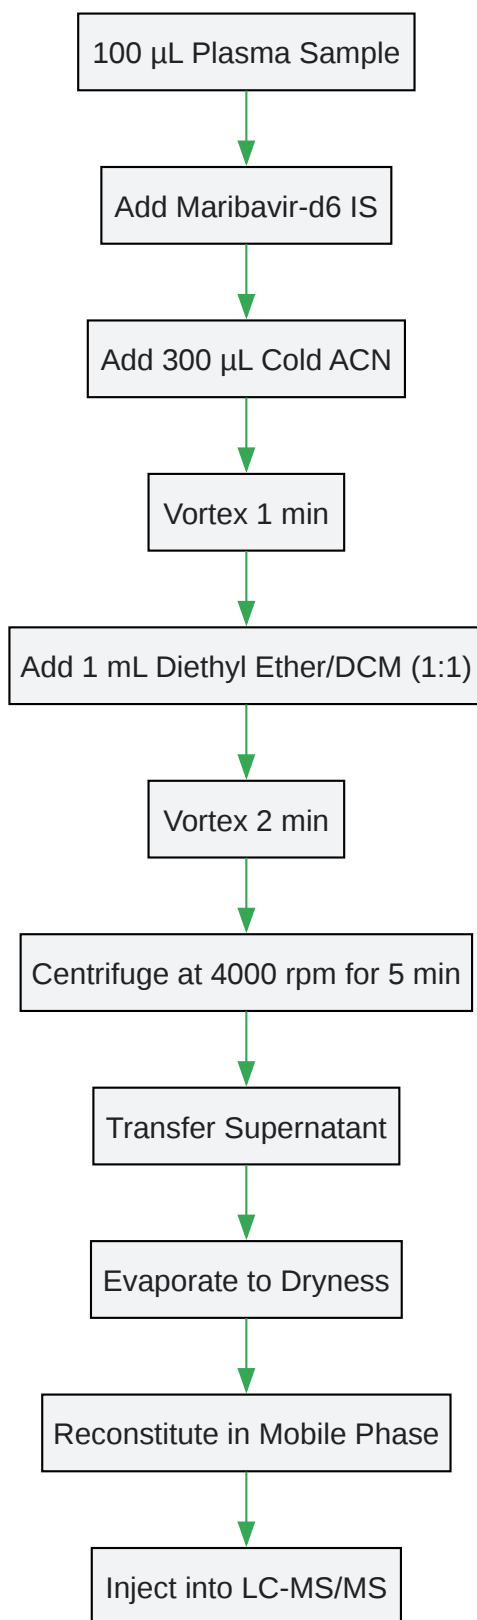 100 µL Plasma Sample
Add Maribavir-d6 IS
Add 300 µL Cold ACN
Vortex 1 min
Add 1 mL Diethyl Ether/DCM (1:1)
Vortex 2 min
Centrifuge at 4000 rpm for 5 min
Transfer Supernatant
Evaporate to Dryness
Reconstitute in Mobile Phase
Inject into LC-MS/MS